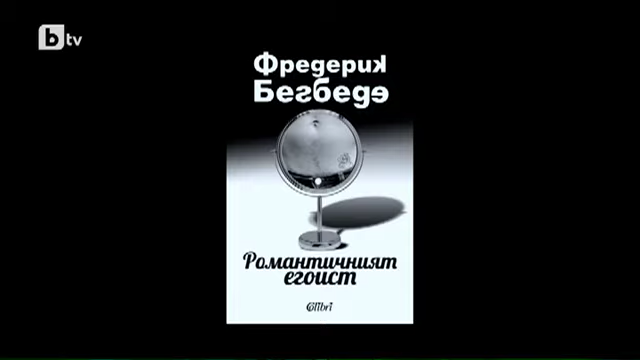 btv
Фредерик
Бегбеде
Романтичният
егоист
Colibri